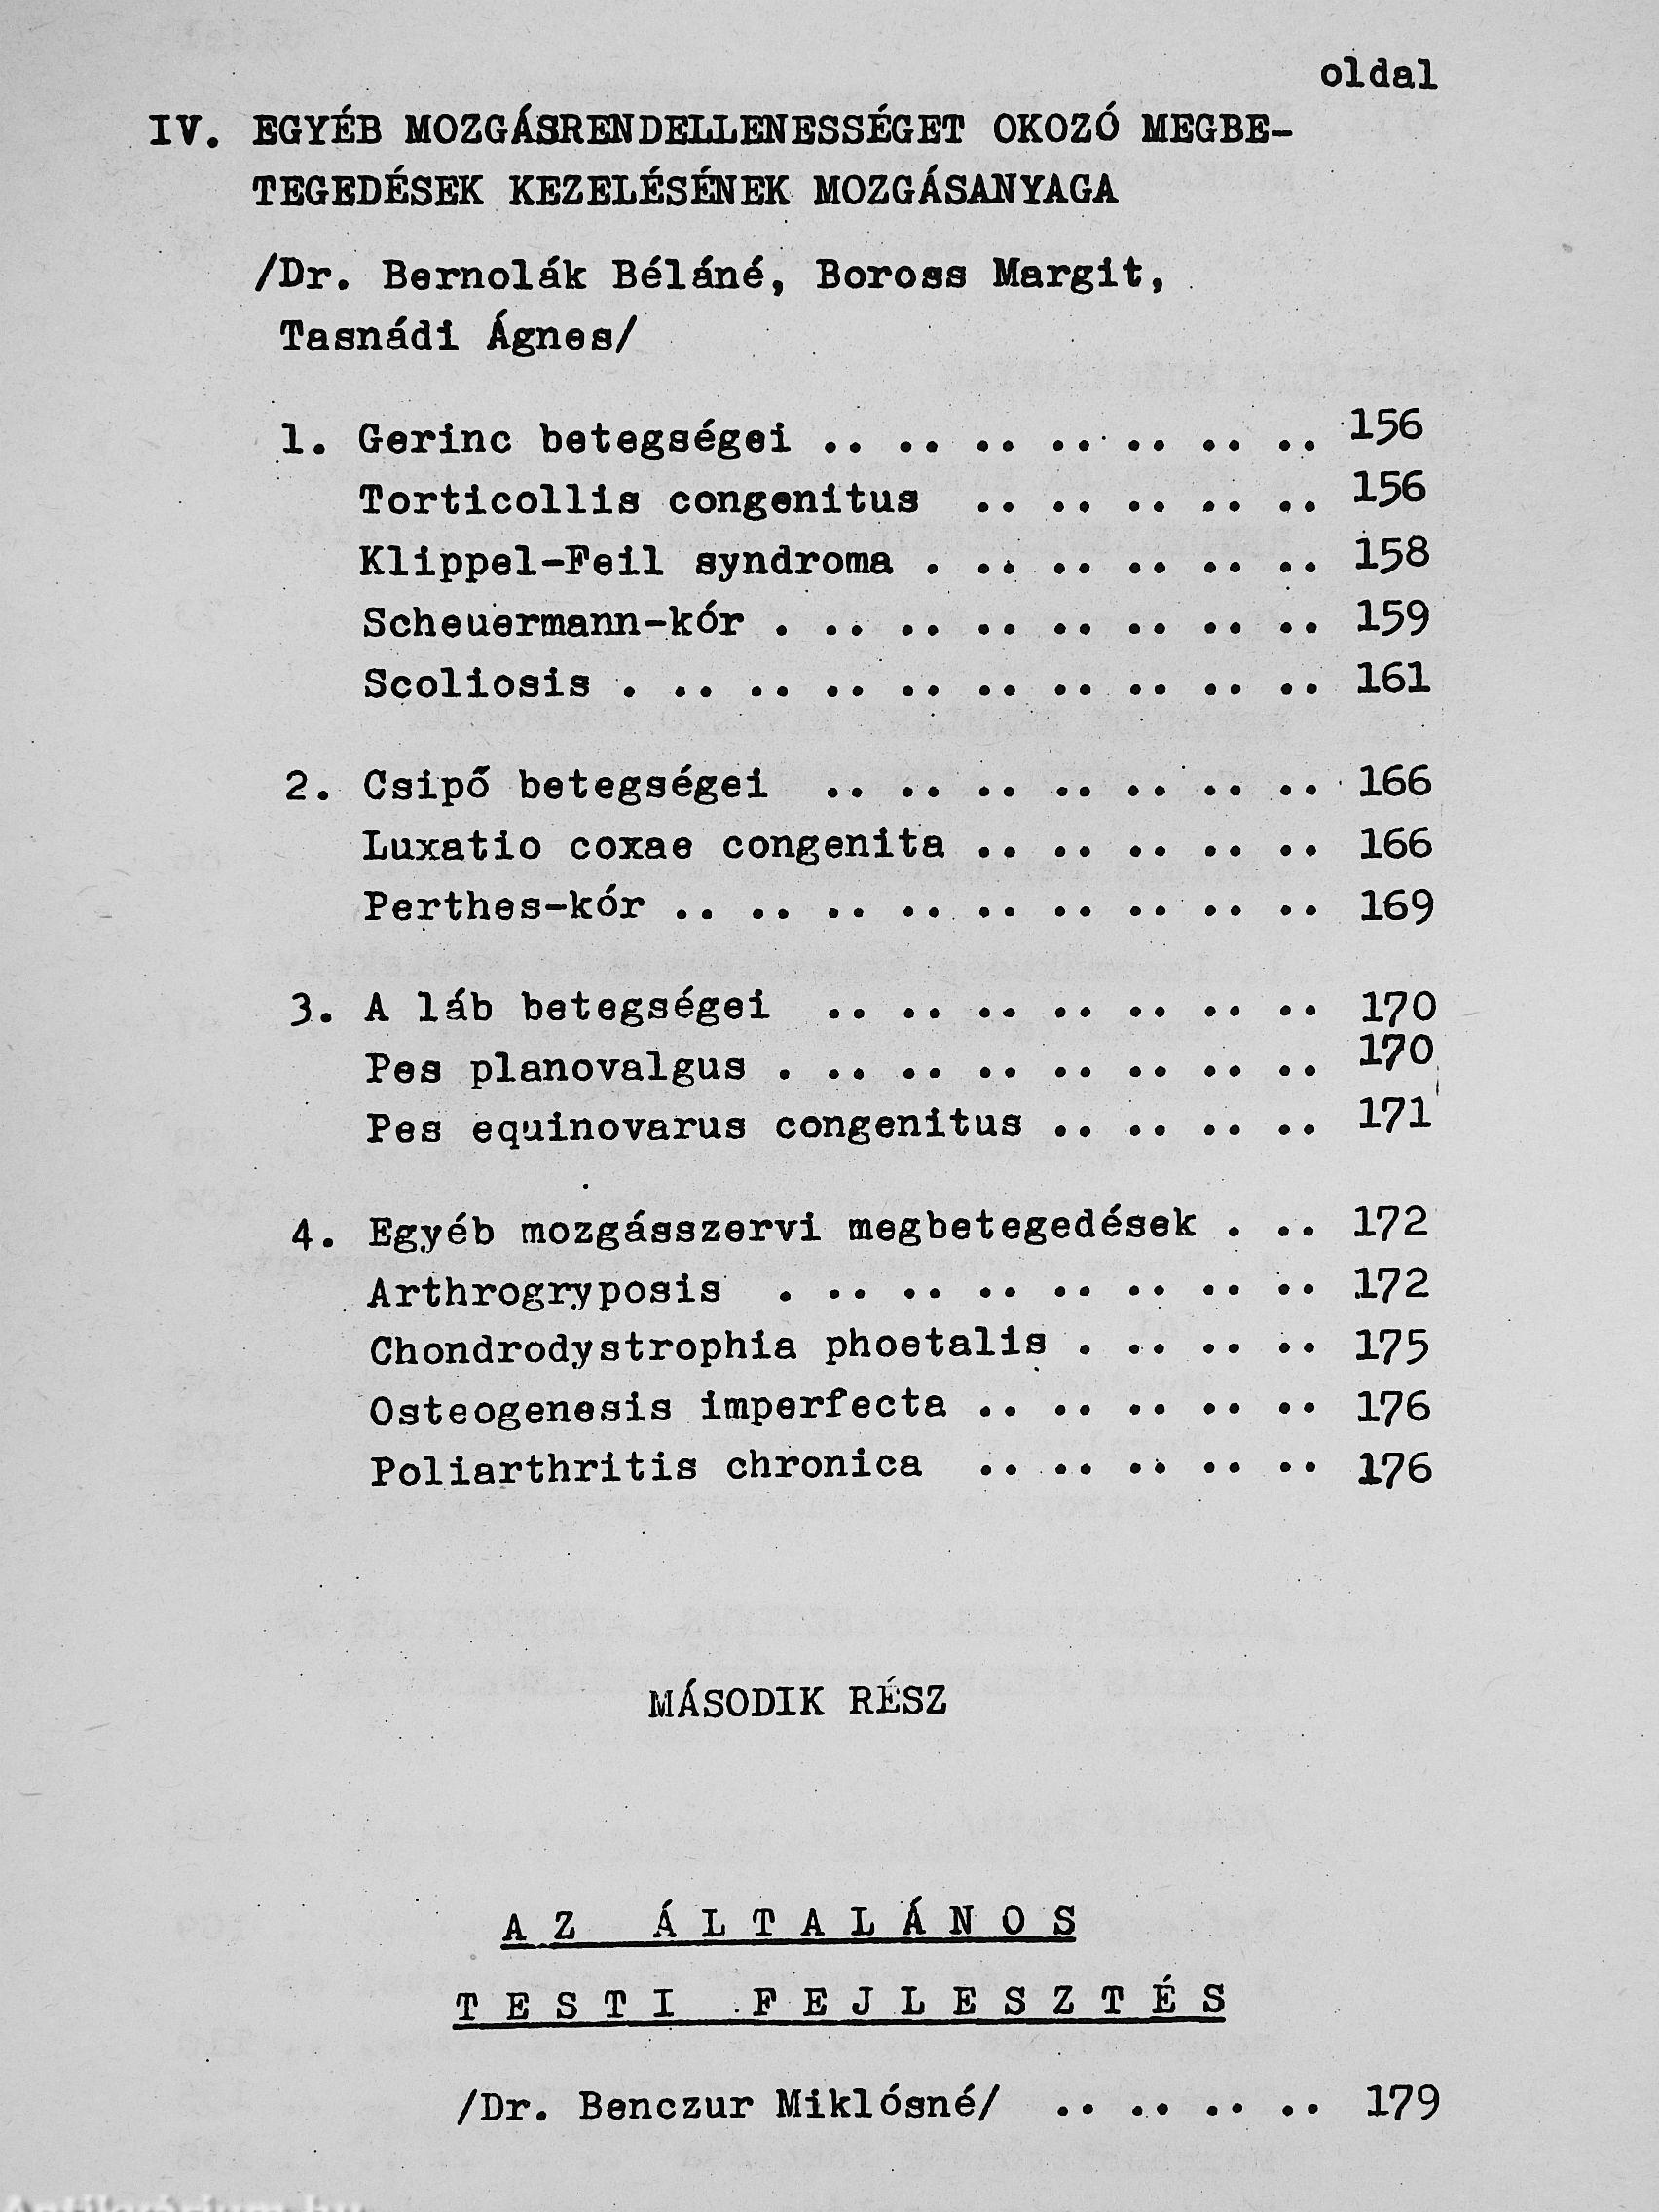 oldal
IV. EGYÉB MOZGÁSRENDELLENESSÉGET OKOZÓ MEGBE-
TEGEDÉSEK KEZELÉSÉNEK MOZGÁSANYAGA
/Dr. Bernolák Béláné, Boross Margit,
Tasnádi Ágnes/
1. Gerinc betegségei .. .. .. .. .. .. .. 156
Torticollis congenitus .. .. .. .. .. 156
Klippel-Feil syndroma . .. .. .. .. .. 158
Scheuermann-kór . .. .. .. .. .. .. .. 159
Scoliosis . .. .. .. .. .. .. .. .. .. 161
2. Csipő betegségei .. .. .. .. .. .. .. 166
Luxatio coxae congenita .. .. .. .. .. 166
Perthes-kór .. .. .. .. .. .. .. .. .. 169
3. A láb betegségei .. .. .. .. .. .. .. 170
Pes planovalgus . .. .. .. .. .. .. .. 170
Pes equinovarus congenitus .. .. .. .. 171
4. Egyéb mozgásszervi megbetegedések . .. 172
Arthrogryposis . .. .. .. .. .. .. .. 172
Chondrodystrophia phoetalis . .. .. .. 175
Osteogenesis imperfecta .. .. .. .. .. 176
Poliarthritis chronica .. .. .. .. .. 176
MÁSODIK RÉSZ
AZ ÁLTALÁNOS
TESTI FEJLESZTÉS
/Dr. Benczur Miklósné/ .. .. .. .. 179